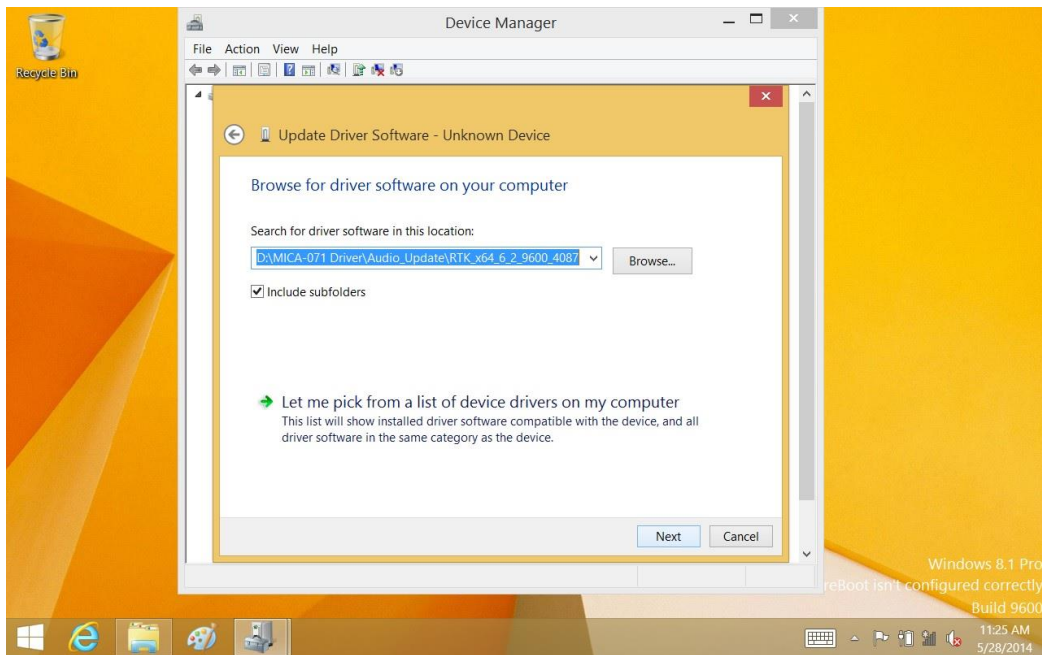 Recycle Bin
Device Manager
File Action View Help
Update Driver Software - Unknown Device
Browse for driver software on your computer
Search for driver software in this location:
D:\MICA-071 Driver\Audio_Update\RTK_x64_6_2_9600_4087
Browse...
Include subfolders
Let me pick from a list of device drivers on my computer
This list will show installed driver software compatible with the device, and all
driver software in the same category as the device.
Next Cancel
Windows 8.1 Pro
reBoot isn't configured correctly
Build 9600
11:25 AM
5/28/2014